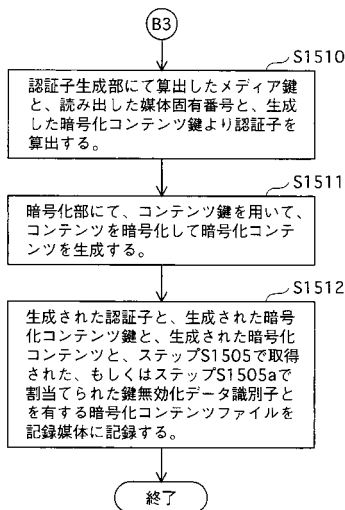 B3
S1510
認証子生成部にて算出したメディア鍵
と、読み出した媒体固有番号と、生成
した暗号化コンテンツ鍵より認証子を
算出する。
S1511
暗号化部にて、コンテンツ鍵を用いて、
コンテンツを暗号化して暗号化コンテ
ンツを生成する。
S1512
生成された認証子と、生成された暗号
化コンテンツ鍵と、生成された暗号化
コンテンツと、ステップS1505で取得
された、もしくはステップS1505aで
割当てられた鍵無効化データ識別子と
を有する暗号化コンテンツファイルを
記録媒体に記録する。
終了